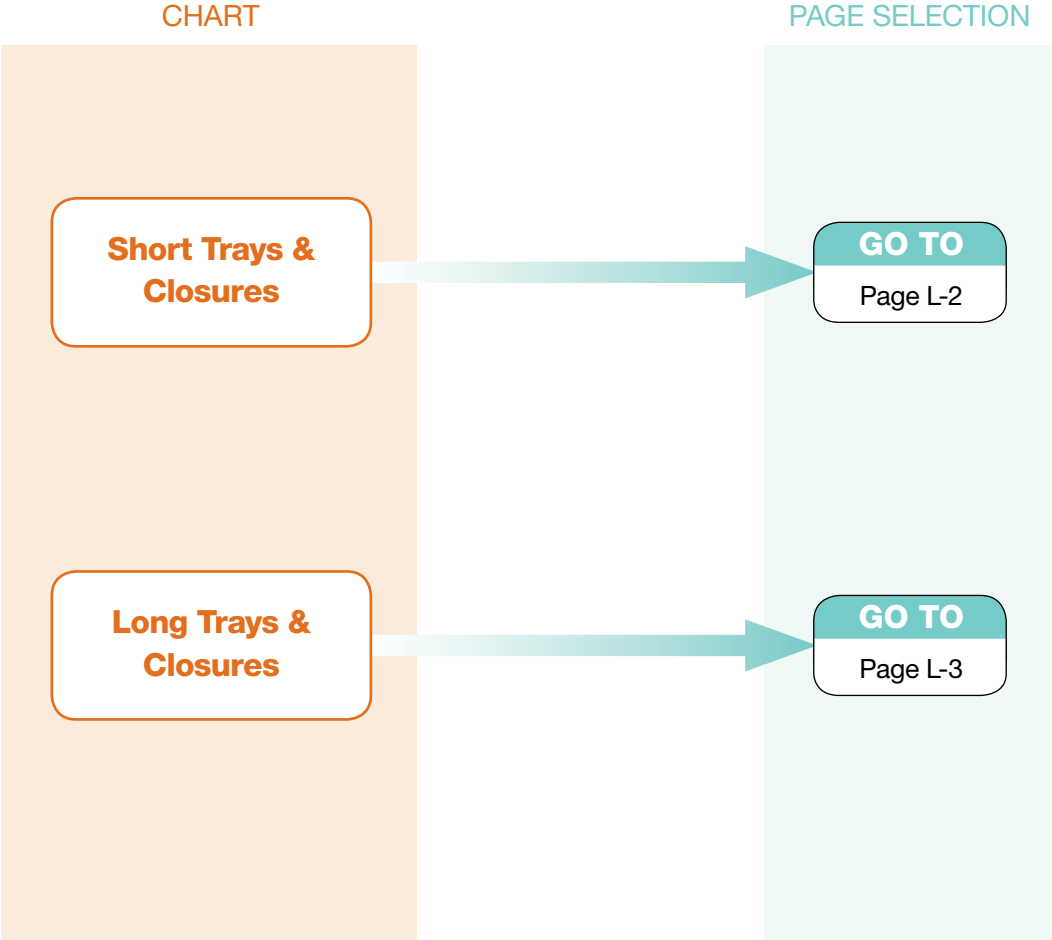 CHART
PAGE SELECTION
Short Trays &
Closures
GO TO
Page L-2
Long Trays &
Closures
GO TO
Page L-3